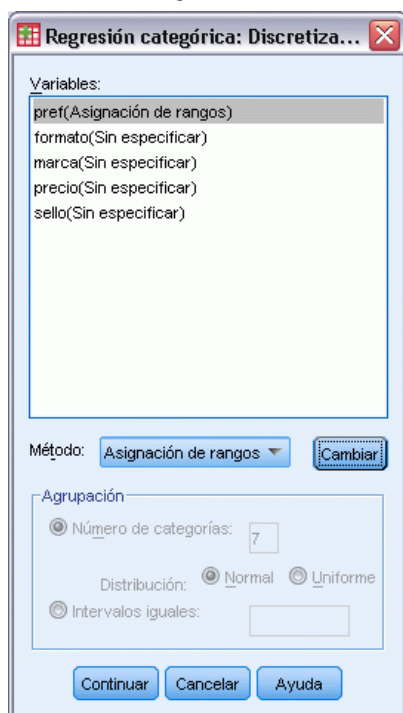 Regresión categórica: Discretiza...
Variables:
pref(Asignación de rangos)
formato(Sin especificar)
marca(Sin especificar)
precio(Sin especificar)
sello(Sin especificar)
Método: Asignación de rangos Cambiar
Agrupación
Número de categorías: 7
Distribución: Normal Uniforme
Intervalos iguales:
Continuar Cancelar Ayuda